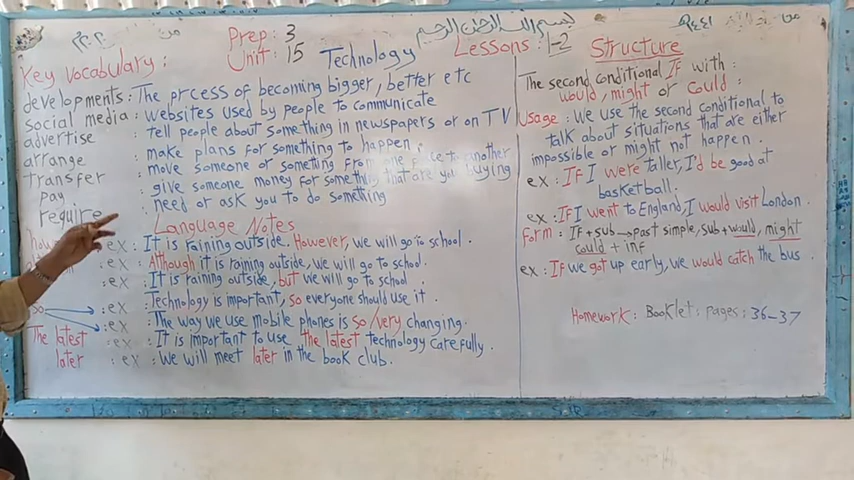 بسم الله الرحمن الرحيم
من
من
Prep: 3
Unit: 15 Technology Lessons: 1-2
Key Vocabulary:
developments: The prcess of becoming bigger, better etc
social media: websites used by people to communicate
advertise : tell people about something in newspapers or on TV
arrange : make plans for something to happen.
transfer : move someone or something from one place to another
pay : give someone money for something that are you buying
require : need or ask you to do something
Language Notes
ex: It is raining outside. However, we will go to school.
ex: Although it is raining outside, we will go to school.
ex: It is raining outside, but we will go to school.
so ex: Technology is important, so everyone should use it.
ex: The way we use mobile phones is so/very changing.
The latest ex: It is important to use the latest technology carefully.
later ex: We will meet later in the book club.
Structure
The second conditional If with:
would, might or could:
Usage: We use the second conditional to
talk about situations that are either
impossible or might not happen.
ex: If I were taller, I'd be good at
basketball.
ex: If I went to England, I would visit London.
Form: If + sub → past simple, sub + would, might
could + inf
ex: If we got up early, we would catch the bus
Homework: Booklet: pages: 36-37